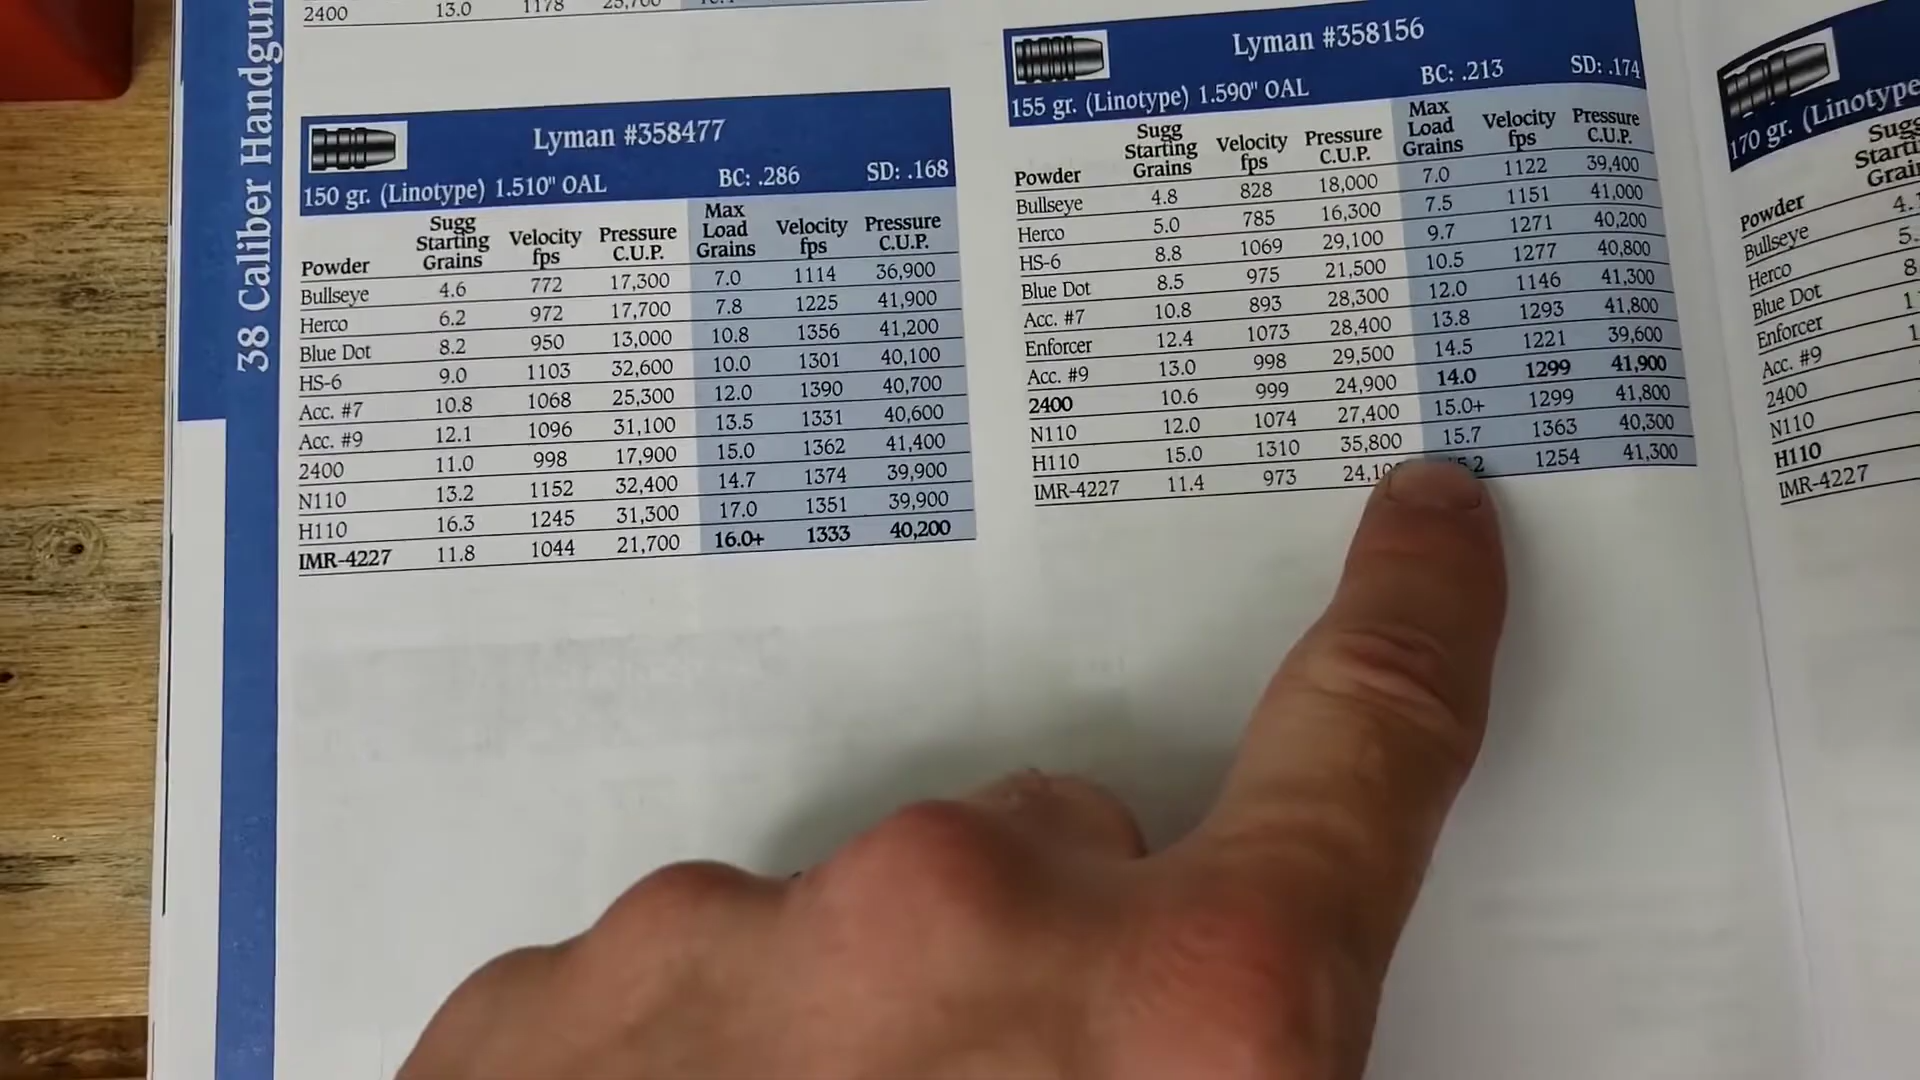 2400 13.0 1178
38 Caliber Handgun
Lyman #358477
150 gr. (Linotype) 1.510" OAL BC: .286 SD: .168
Powder Sugg Starting Grains Velocity fps Pressure C.U.P. Max Load Grains Velocity fps Pressure C.U.P.
Bullseye 4.6 772 17,300 7.0 1114 36,900
Herco 6.2 972 17,700 7.8 1225 41,900
Blue Dot 8.2 950 13,000 10.8 1356 41,200
HS-6 9.0 1103 32,600 10.0 1301 40,100
Acc. #7 10.8 1068 25,300 12.0 1390 40,700
Acc. #9 12.1 1096 31,100 13.5 1331 40,600
2400 11.0 998 17,900 15.0 1362 41,400
N110 13.2 1152 32,400 14.7 1374 39,900
H110 16.3 1245 31,300 17.0 1351 39,900
IMR-4227 11.8 1044 21,700 16.0+ 1333 40,200
Lyman #358156
155 gr. (Linotype) 1.590" OAL BC: .213 SD: .174
Powder Sugg Starting Grains Velocity fps Pressure C.U.P. Max Load Grains Velocity fps Pressure C.U.P.
Bullseye 4.8 828 18,000 7.0 1122 39,400
Herco 5.0 785 16,300 7.5 1151 41,000
HS-6 8.8 1069 29,100 9.7 1271 40,200
Blue Dot 8.5 975 21,500 10.5 1277 40,800
Acc. #7 10.8 893 28,300 12.0 1146 41,300
Enforcer 12.4 1073 28,400 13.8 1293 41,800
Acc. #9 13.0 998 29,500 14.5 1221 39,600
2400 10.6 999 24,900 14.0 1299 41,900
N110 12.0 1074 27,400 15.0+ 1299 41,800
H110 15.0 1310 35,800 15.7 1363 40,300
IMR-4227 11.4 973 1254 41,300
170 gr. (Linotype
Powder
Bullseye
Herco
Blue Dot
Enforcer
Acc. #9
2400
N110
H110
IMR-4227